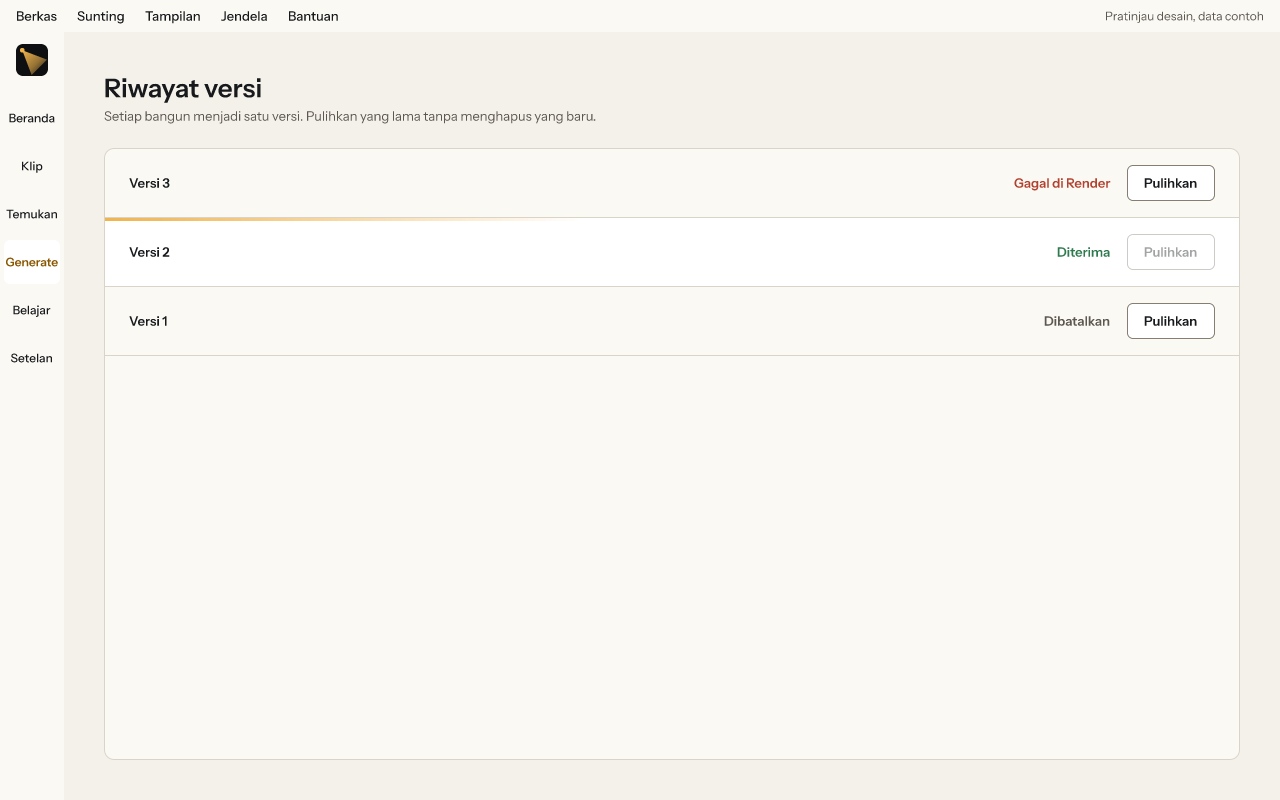 Berkas Sunting Tampilan Jendela Bantuan Pratinjau desain, data contoh
Beranda
Klip
Temukan
Generate
Belajar
Setelan
Riwayat versi
Setiap bangun menjadi satu versi. Pulihkan yang lama tanpa menghapus yang baru.
Versi 3 Gagal di Render Pulihkan
Versi 2 Diterima Pulihkan
Versi 1 Dibatalkan Pulihkan